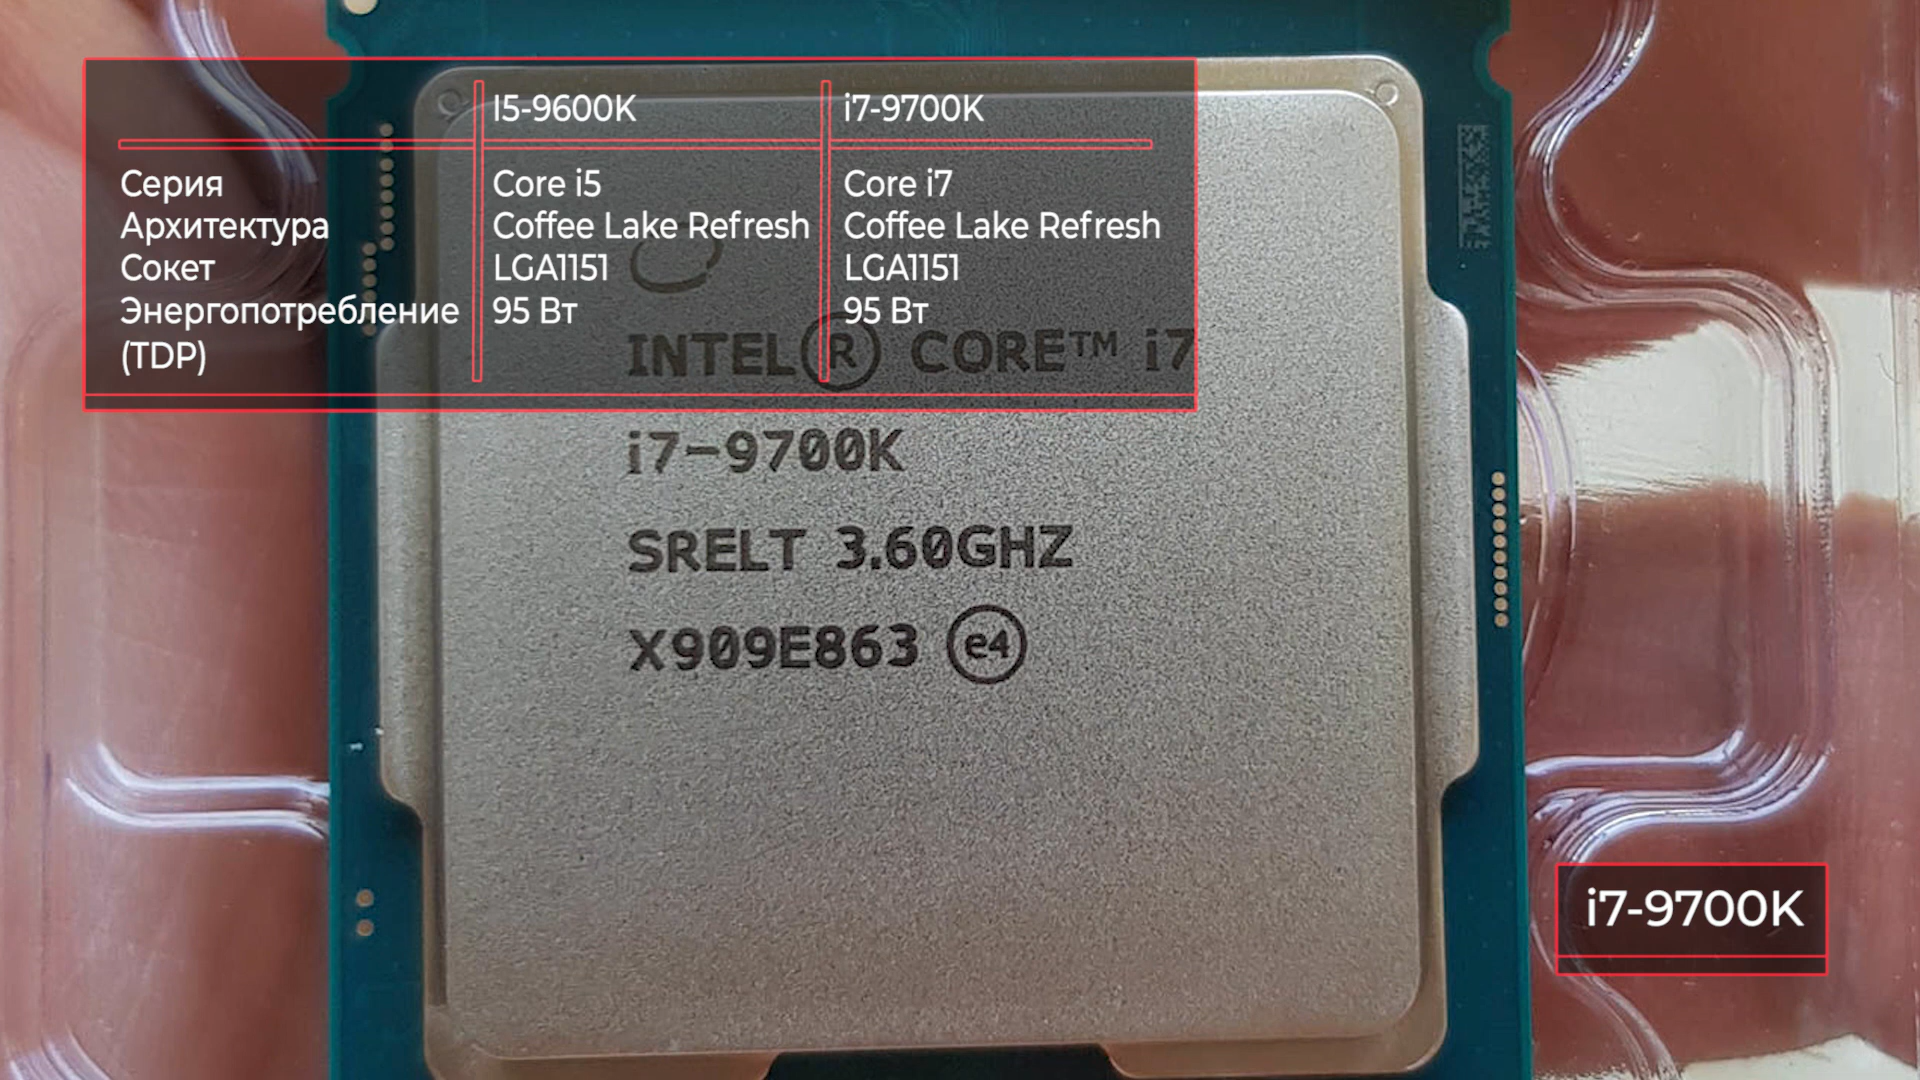 I5-9600K i7-9700K
Серия Core i5 Core i7
Архитектура Coffee Lake Refresh Coffee Lake Refresh
Сокет LGA1151 LGA1151
Энергопотребление 95 Вт 95 Вт
(TDP)
INTEL® CORE™ i7
i7-9700K
SRELT 3.60GHZ
X909E863 e4
i7-9700K